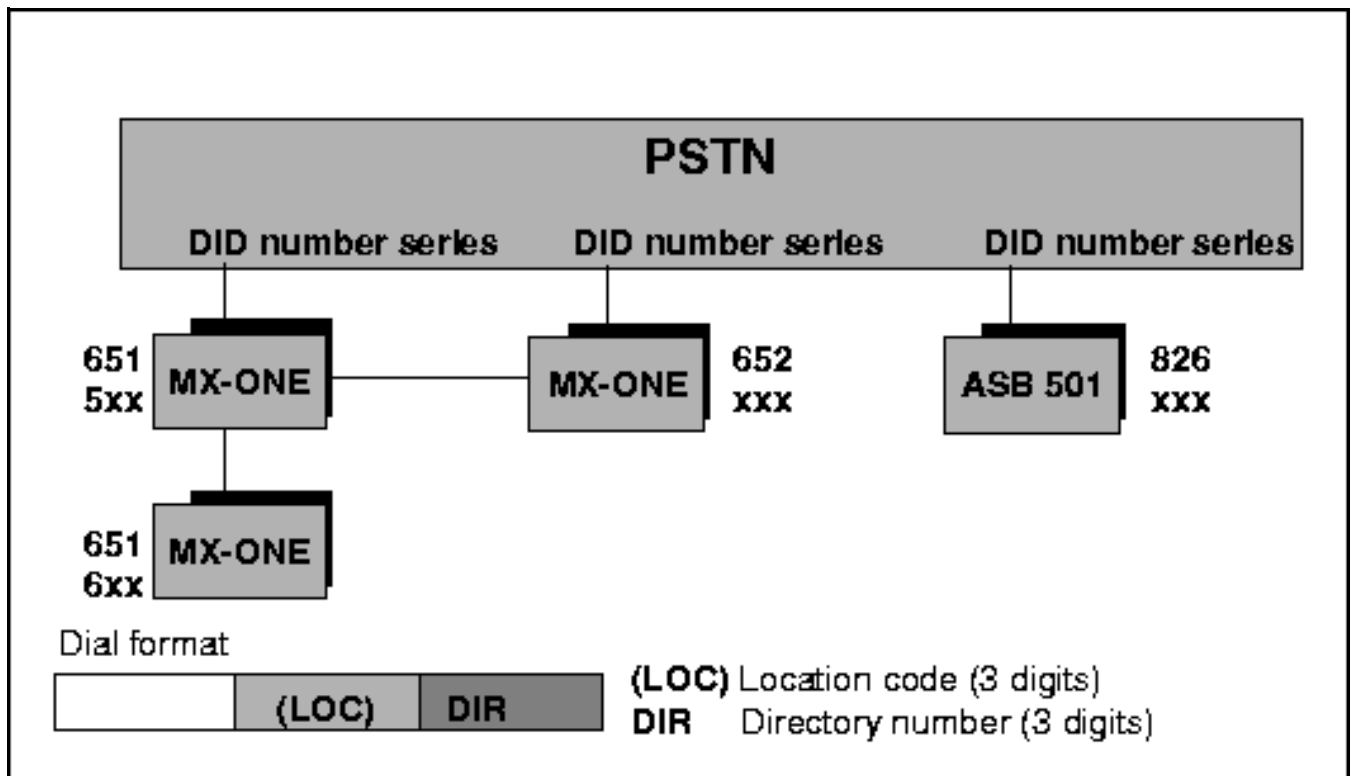 PSTN
DID number series DID number series DID number series
651
5xx
MX-ONE
MX-ONE
652
xxx
ASB 501
826
xxx
651
6xx
MX-ONE
Dial format
(LOC) DIR
(LOC) Location code (3 digits)
DIR Directory number (3 digits)